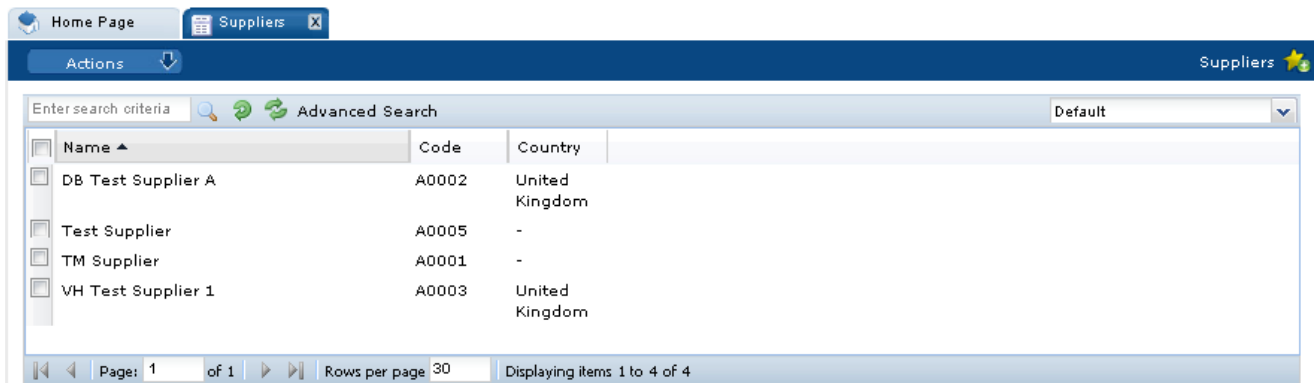 Home Page Suppliers
Actions Suppliers
Enter search criteria Advanced Search Default
Name Code Country
DB Test Supplier A A0002 United
Kingdom
Test Supplier A0005 -
TM Supplier A0001 -
VH Test Supplier 1 A0003 United
Kingdom
Page: 1 of 1 Rows per page 30 Displaying items 1 to 4 of 4